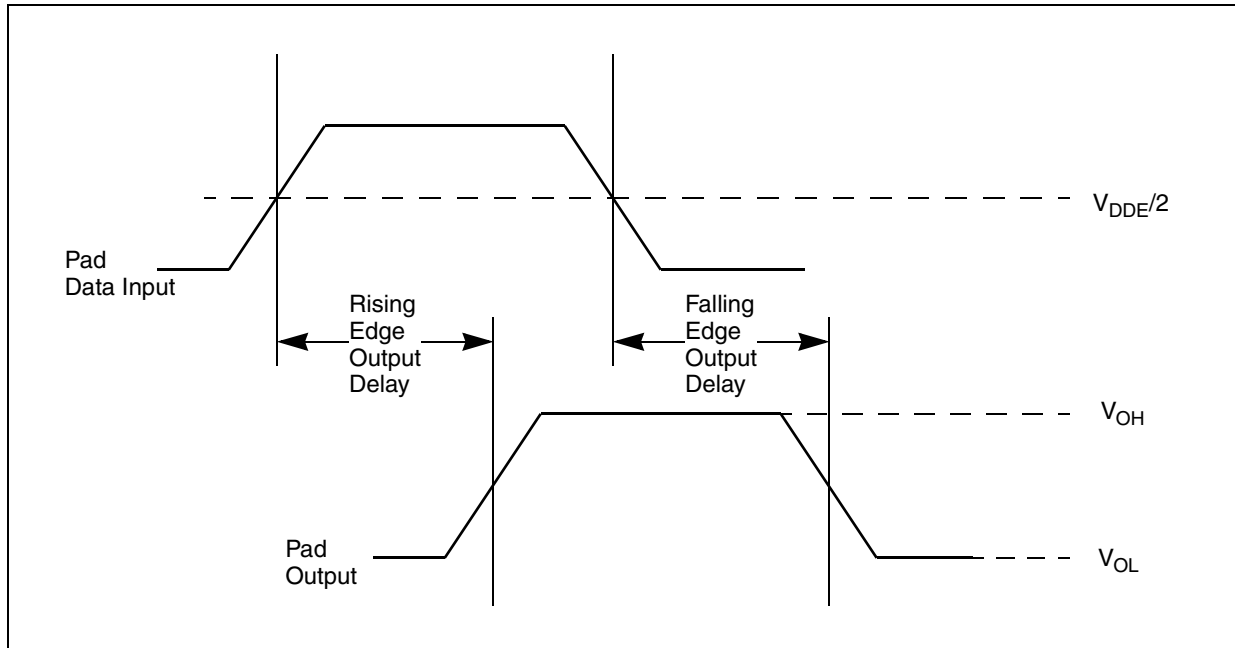 V_DDE/2
Pad
Data Input
Rising
Edge
Output
Delay
Falling
Edge
Output
Delay
V_OH
Pad
Output
V_OL